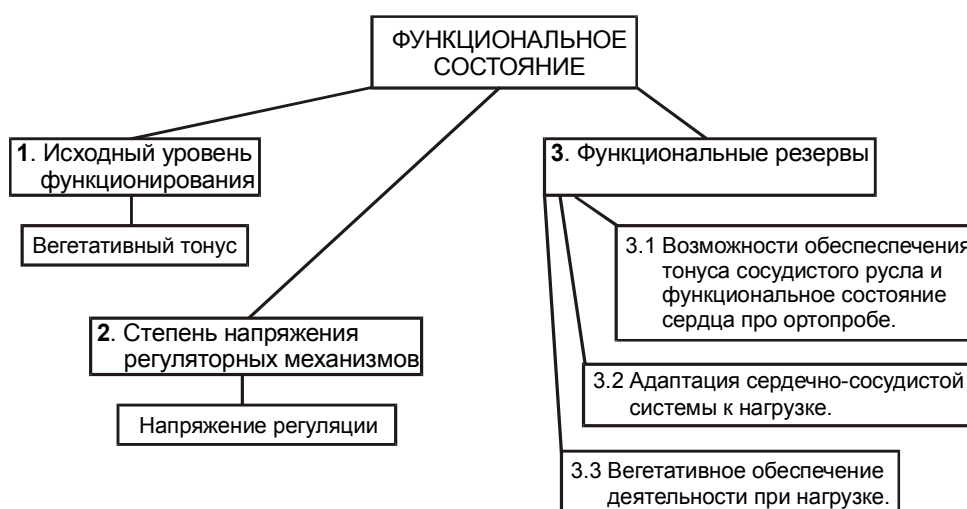 ФУНКЦИОНАЛЬНОЕ
СОСТОЯНИЕ
1. Исходный уровень
функционирования
Вегетативный тонус
2. Степень напряжения
регуляторных механизмов
Напряжение регуляции
3. Функциональные резервы
3.1 Возможности обеспеспечения
тонуса сосудистого русла и
функциональное состояние
сердца про ортопробе.
3.2 Адаптация сердечно-сосудистой
системы к нагрузке.
3.3 Вегетативное обеспечение
деятельности при нагрузке.